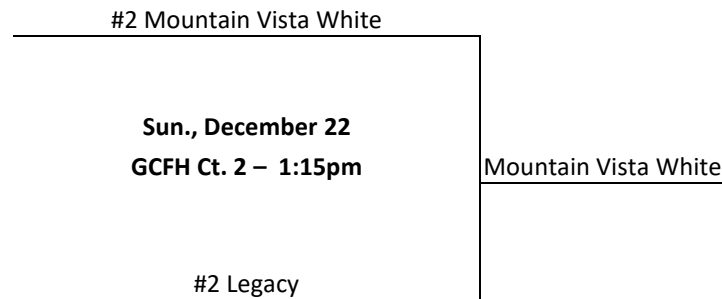 #2 Mountain Vista White
Sun., December 22
GCFH Ct. 2 – 1:15pm
Mountain Vista White
#2 Legacy